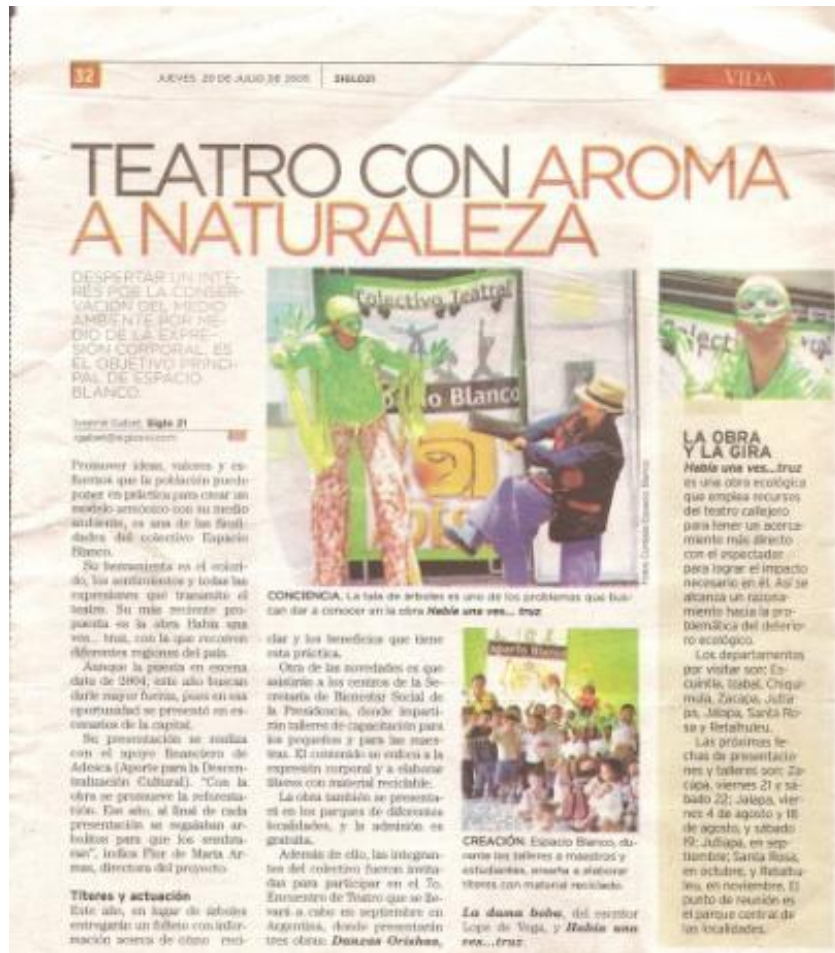 32
JUEVES, 20 DE JULIO DE
SIGLO21
VIDA
TEATRO CON AROMA
A NATURALEZA
DESPERTAR UN INTE-
RÉS POR LA CONSER-
VACIÓN DEL MEDIO
AMBIENTE POR ME-
DIO DE LA EXPRE-
SIÓN CORPORAL, ES
EL OBJETIVO PRINCI-
PAL DE ESPACIO
BLANCO.
Siglo 21
Promover ideas, valores y es-
fuerzos que la población puede
poner en práctica para crear un
modelo armónico con su medio
ambiente, es una de las finali-
dades del colectivo Espacio
Blanco.
Su herramienta es el colori-
do, los sentimientos y todas las
expresiones que transmite el
teatro. Su más reciente pro-
puesta es la obra Había una
ves... truz, con la que recorren
diferentes regiones del país.
Aunque la puesta en escena
data de 2004, este año buscan
darle mayor fuerza, pues en esa
oportunidad se presentó en es-
cenarios de la capital.
Su presentación se realiza
con el apoyo financiero de
Adesca (Aporte para la Descen-
tralización Cultural). "Con la
obra se promueve la reforesta-
ción. Ese año, al final de cada
presentación se regalaban ar-
bolitos para que los sembra-
ran", indica Flor de María Ar-
mas, directora del proyecto.
Títeres y actuación
Este año, en lugar de árboles
entregarán un folleto con infor-
mación acerca de cómo reci-
Colectivo Teatral
Blanco
CONCIENCIA. La tala de árboles es uno de los problemas que bus-
can dar a conocer en la obra Había una ves... truz.
clar y los beneficios que tiene
esta práctica.
Otra de las novedades es que
asistirán a los centros de la Se-
cretaría de Bienestar Social de
la Presidencia, donde imparti-
rán talleres de capacitación para
los pequeños y para las maes-
tras. El contenido se enfoca a la
expresión corporal y a elaborar
títeres con material reciclable.
La obra también se presenta-
rá en los parques de diferentes
localidades, y la admisión es
gratuita.
Además de ello, las integran-
tes del colectivo fueron invita-
das para participar en el 7o.
Encuentro de Teatro que se lle-
vará a cabo en septiembre en
Argentina, donde presentarán
tres obras: Danzas Orishas,
Blanco
CREACIÓN. Espacio Blanco, du-
rante los talleres a maestros y
estudiantes, enseña a elaborar
títeres con material reciclado.
La dama boba, del escritor
Lope de Vega, y Había una
ves...truz.
LA OBRA
Y LA GIRA
Había una ves...truz
es una obra ecológica
que emplea recursos
del teatro callejero
para tener un acerca-
miento más directo
con el espectador
para lograr el impacto
necesario en él. Así se
alcanza un razona-
miento hacia la pro-
blemática del deterio-
ro ecológico.
Los departamentos
por visitar son: Es-
cuintla, Izabal, Chiqui-
mula, Zacapa, Jutia-
pa, Jalapa, Santa Ro-
sa y Retalhuleu.
Las próximas fe-
chas de presentacio-
nes y talleres son: Za-
capa, viernes 21 y sá-
bado 22; Jalapa, vier-
nes 4 de agosto y 18
de agosto, y sábado
19; Jutiapa, en sep-
tiembre; Santa Rosa,
en octubre, y Retalhu-
leu, en noviembre. El
punto de reunión es
el parque central de
las localidades.